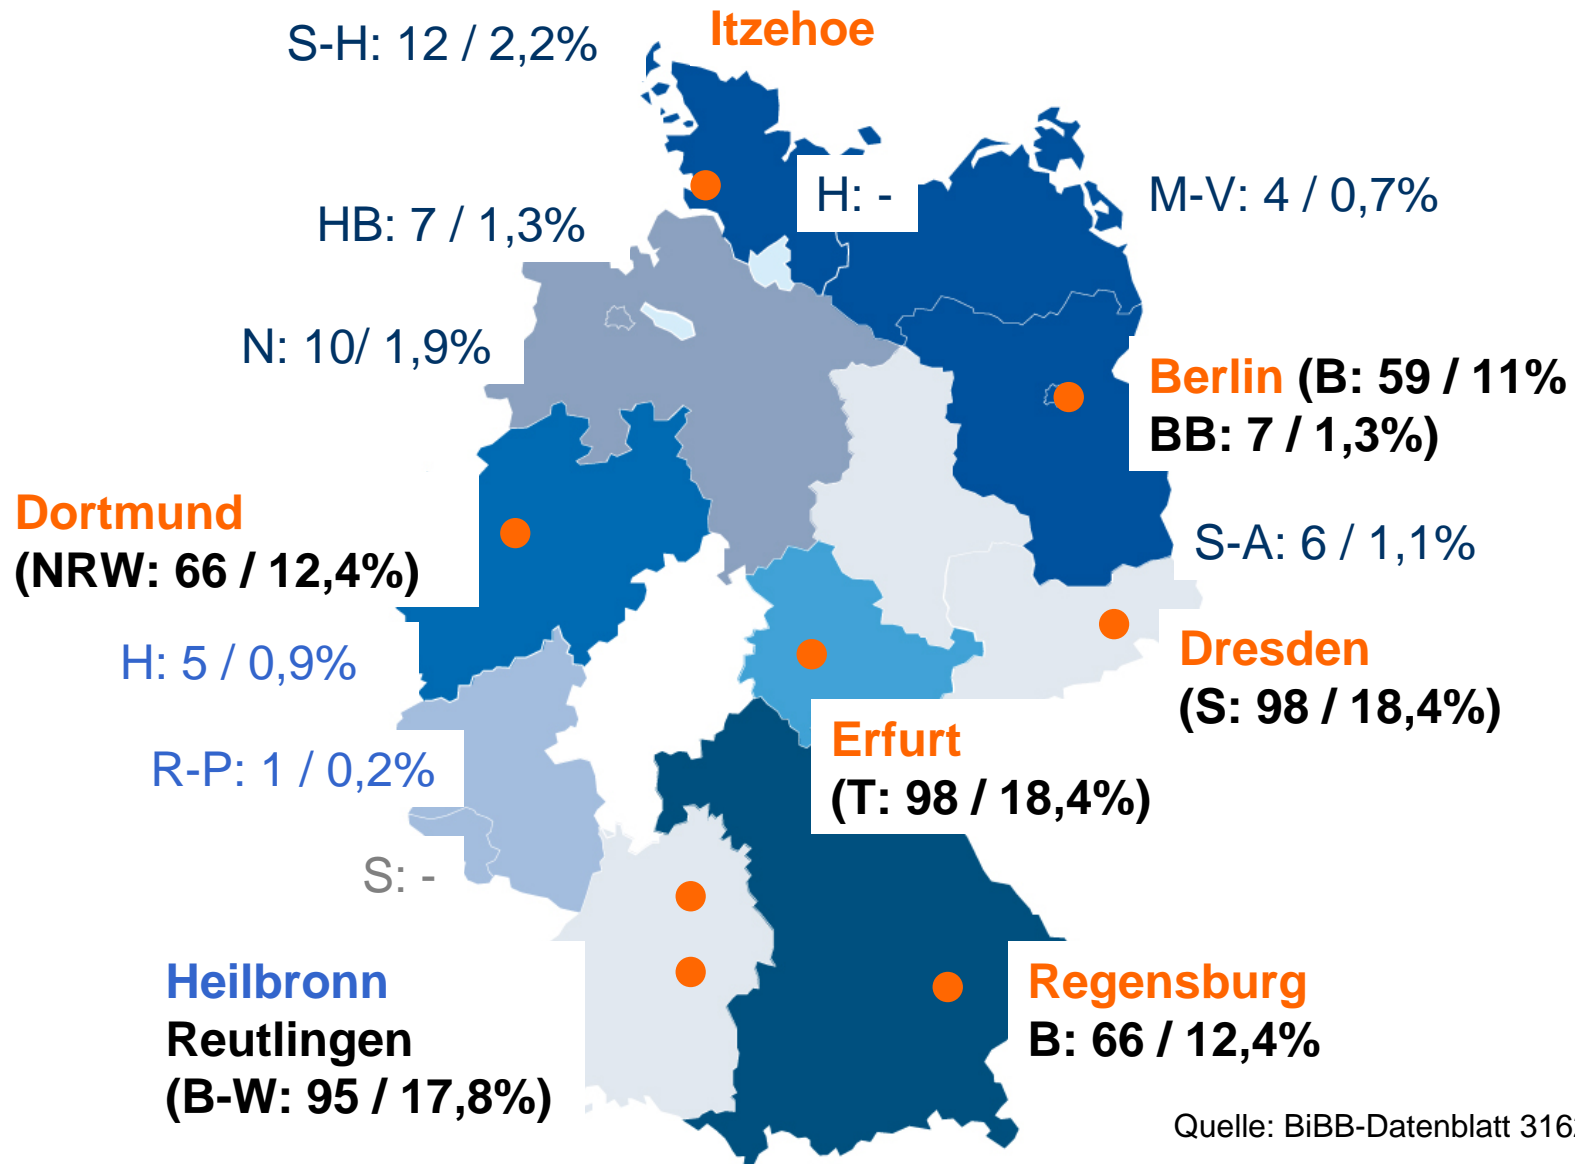 Itzehoe
S-H: 12 / 2,2%
H: -
M-V: 4 / 0,7%
HB: 7 / 1,3%
N: 10/ 1,9%
Berlin (B: 59 / 11%
BB: 7 / 1,3%)
Dortmund
(NRW: 66 / 12,4%)
S-A: 6 / 1,1%
H: 5 / 0,9%
Dresden
(S: 98 / 18,4%)
R-P: 1 / 0,2%
Erfurt
(T: 98 / 18,4%)
S: -
Heilbronn
Reutlingen
(B-W: 95 / 17,8%)
Regensburg
B: 66 / 12,4%
Quelle: BiBB-Datenblatt